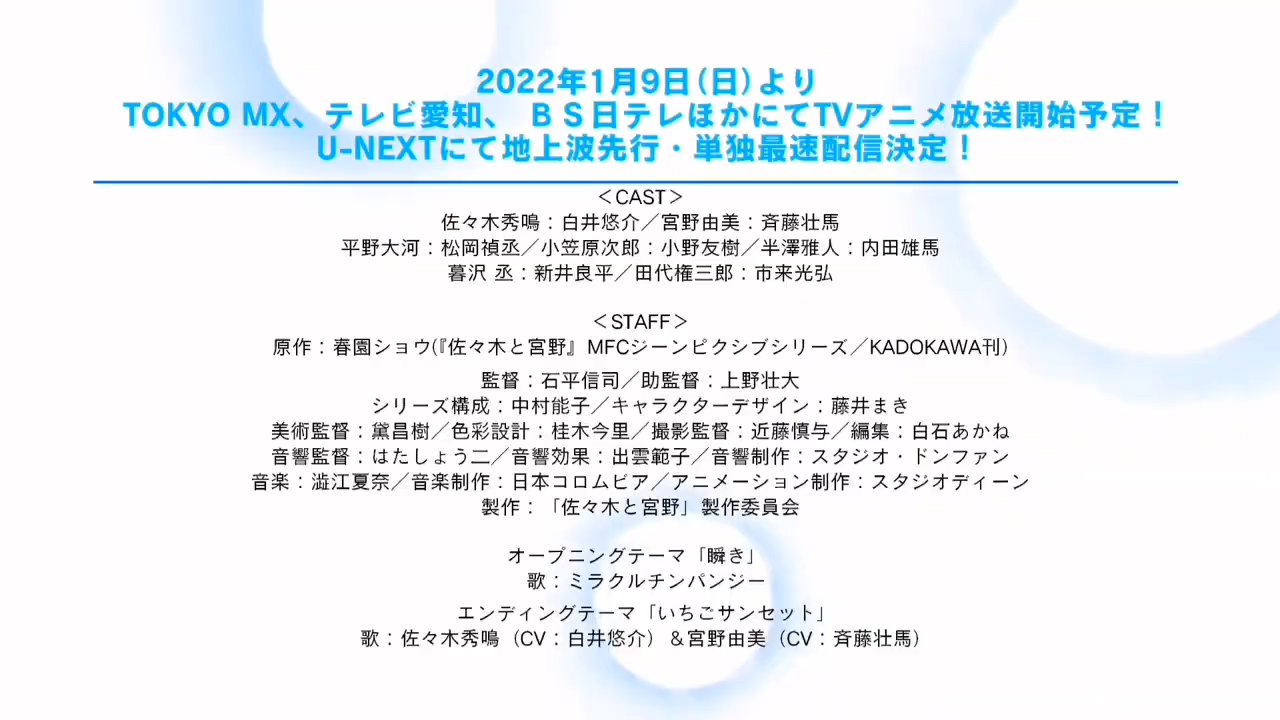 2022年1月9日(日)より
TOKYO MX、テレビ愛知、 ＢＳ日テレほかにてTVアニメ放送開始予定！
U-NEXTにて地上波先行・単独最速配信決定！
＜CAST＞
佐々木秀鳴：白井悠介／宮野由美：斉藤壮馬
平野大河：松岡禎丞／小笠原次郎：小野友樹／半澤雅人：内田雄馬
暮沢 丞：新井良平／田代権三郎：市来光弘
＜STAFF＞
原作：春園ショウ(『佐々木と宮野』MFCジーンピクシブシリーズ／KADOKAWA刊)
監督：石平信司／助監督：上野壮大
シリーズ構成：中村能子／キャラクターデザイン：藤井まき
美術監督：黛昌樹／色彩設計：桂木今里／撮影監督：近藤慎与／編集：白石あかね
音響監督：はたしょう二／音響効果：出雲範子／音響制作：スタジオ・ドンファン
音楽：澁江夏奈／音楽制作：日本コロムビア／アニメーション制作：スタジオディーン
製作：「佐々木と宮野」製作委員会
オープニングテーマ「瞬き」
歌：ミラクルチンパンジー
エンディングテーマ「いちごサンセット」
歌：佐々木秀鳴（CV：白井悠介）＆宮野由美（CV：斉藤壮馬）